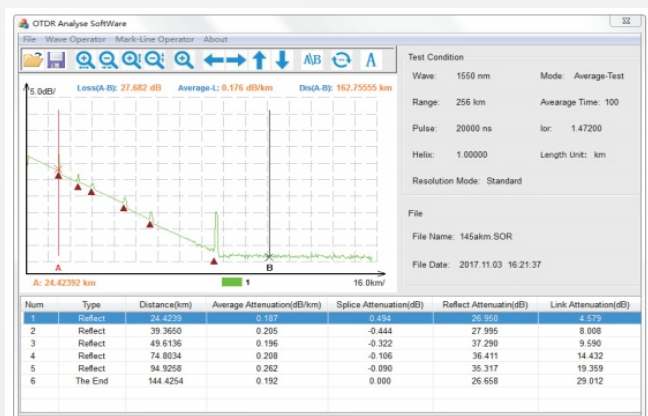 OTDR Analyse SoftWare
File Wave Operator Mark-Line Operator About
A\B A
5.0dB/ Loss(A-B): 27.682 dB Average-L: 0.176 dB/km Dis(A-B): 162.75555 km
A B
A: 24.42392 km 1 16.0km/
Test Condition
Wave: 1550 nm Mode: Average-Test
Range: 256 km Avearage Time: 100
Pulse: 20000 ns Ior: 1.47200
Helix: 1.00000 Length Unit: km
Resolution Mode: Standard
File
File Name: 145akm.SOR
File Date: 2017.11.03 16:21:37
Num Type Distance(km) Average Attenuation(dB/km) Splice Attenuation(dB) Reflect Attenuatin(dB) Link Attenuation(dB)
1 Reflect 24.4239 0.187 0.494 26.950 4.579
2 Reflect 39.3650 0.205 -0.444 27.995 8.008
3 Reflect 49.6136 0.196 -0.322 37.290 9.590
4 Reflect 74.8034 0.208 -0.106 36.411 14.432
5 Reflect 94.9258 0.262 -0.090 35.317 19.359
6 The End 144.4254 0.192 0.000 26.658 29.012